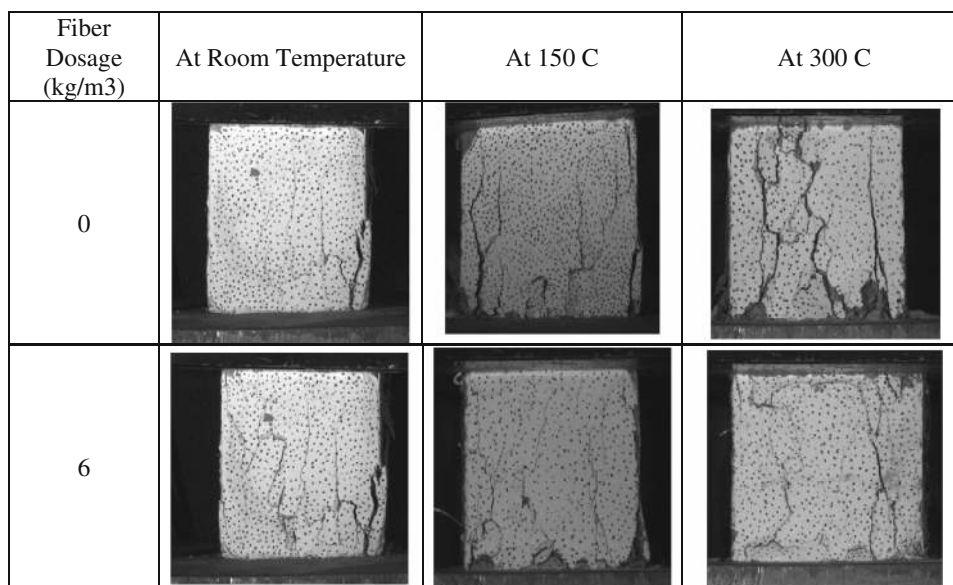 Fiber
Dosage
(kg/m3)
At Room Temperature
At 150 C
At 300 C
0
6